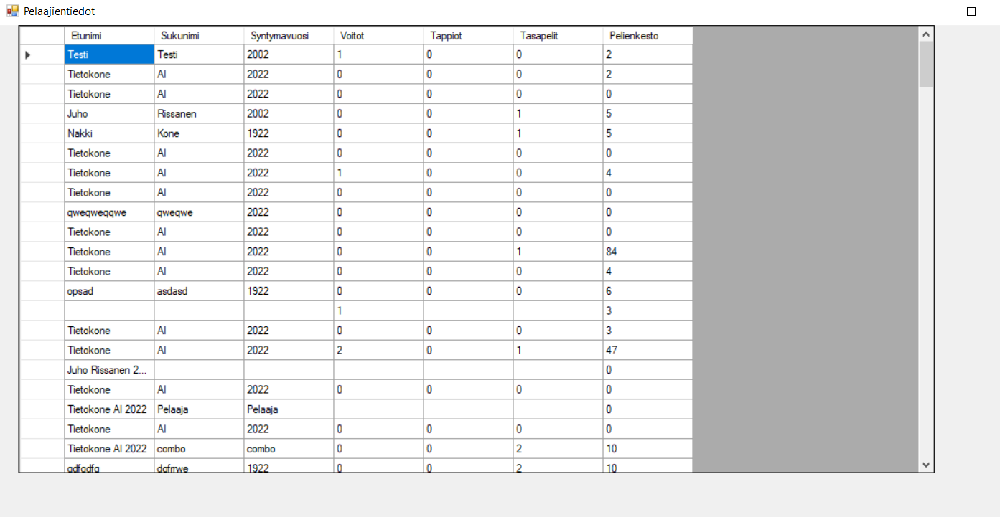 Pelaajientiedot
Etunimi Sukunimi Syntymavuosi Voitot Tappiot Tasapelit Pelienkesto
Testi Testi 2002 1 0 0 2
Tietokone AI 2022 0 0 0 2
Tietokone AI 2022 0 0 0 0
Juho Rissanen 2002 0 0 1 5
Nakki Kone 1922 0 0 1 5
Tietokone AI 2022 0 0 0 0
Tietokone AI 2022 1 0 0 4
Tietokone AI 2022 0 0 0 0
qweqweqqwe qweqwe 2022 0 0 0 0
Tietokone AI 2022 0 0 0 0
Tietokone AI 2022 0 0 1 84
Tietokone AI 2022 0 0 0 4
opsad asdasd 1922 0 0 0 6
1 3
Tietokone AI 2022 0 0 0 3
Tietokone AI 2022 2 0 1 47
Juho Rissanen 2... 0
Tietokone AI 2022 0 0 0 0
Tietokone AI 2022 Pelaaja Pelaaja 0
Tietokone AI 2022 0 0 0 0
Tietokone AI 2022 combo combo 0 0 2 10
1922 0 0 2 10